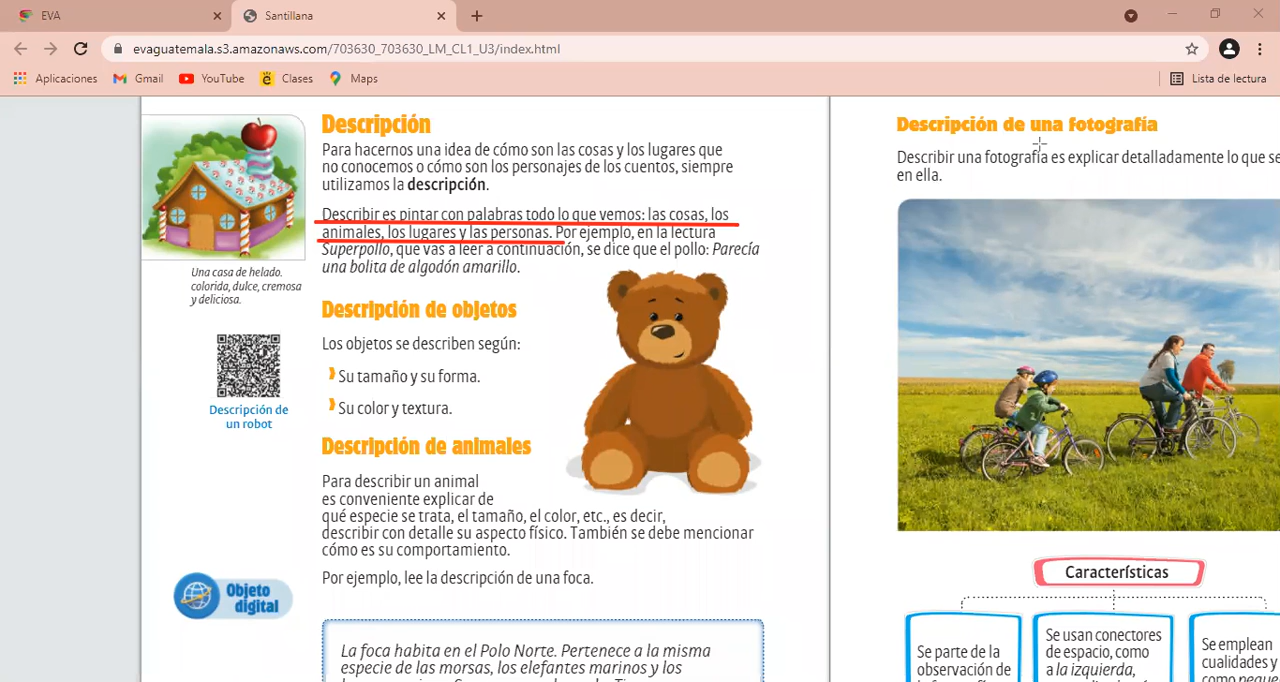 EVA
Santillana
evaguatemala.s3.amazonaws.com/703630_703630_LM_CL1_U3/index.html
Aplicaciones
Gmail
YouTube
Clases
Maps
Lista de lectura
Una casa de helado.
colorida, dulce, cremosa
y deliciosa.
Descripción de
un robot
Objeto
digital
Descripción
Para hacernos una idea de cómo son las cosas y los lugares que
no conocemos o cómo son los personajes de los cuentos, siempre
utilizamos la descripción.
Describir es pintar con palabras todo lo que vemos: las cosas, los
animales, los lugares y las personas. Por ejemplo, en la lectura
Superpollo, que vas a leer a continuación, se dice que el pollo: Parecía
una bolita de algodón amarillo.
Descripción de objetos
Los objetos se describen según:
Su tamaño y su forma.
Su color y textura.
Descripción de animales
Para describir un animal
es conveniente explicar de
qué especie se trata, el tamaño, el color, etc., es decir,
describir con detalle su aspecto físico. También se debe mencionar
cómo es su comportamiento.
Por ejemplo, lee la descripción de una foca.
La foca habita en el Polo Norte. Pertenece a la misma
especie de las morsas, los elefantes marinos y los
Descripción de una fotografía
Describir una fotografía es explicar detalladamente lo que se
en ella.
Características
Se parte de la
observación de
Se usan conectores
de espacio, como
a la izquierda,
Se emplean
cualidades y